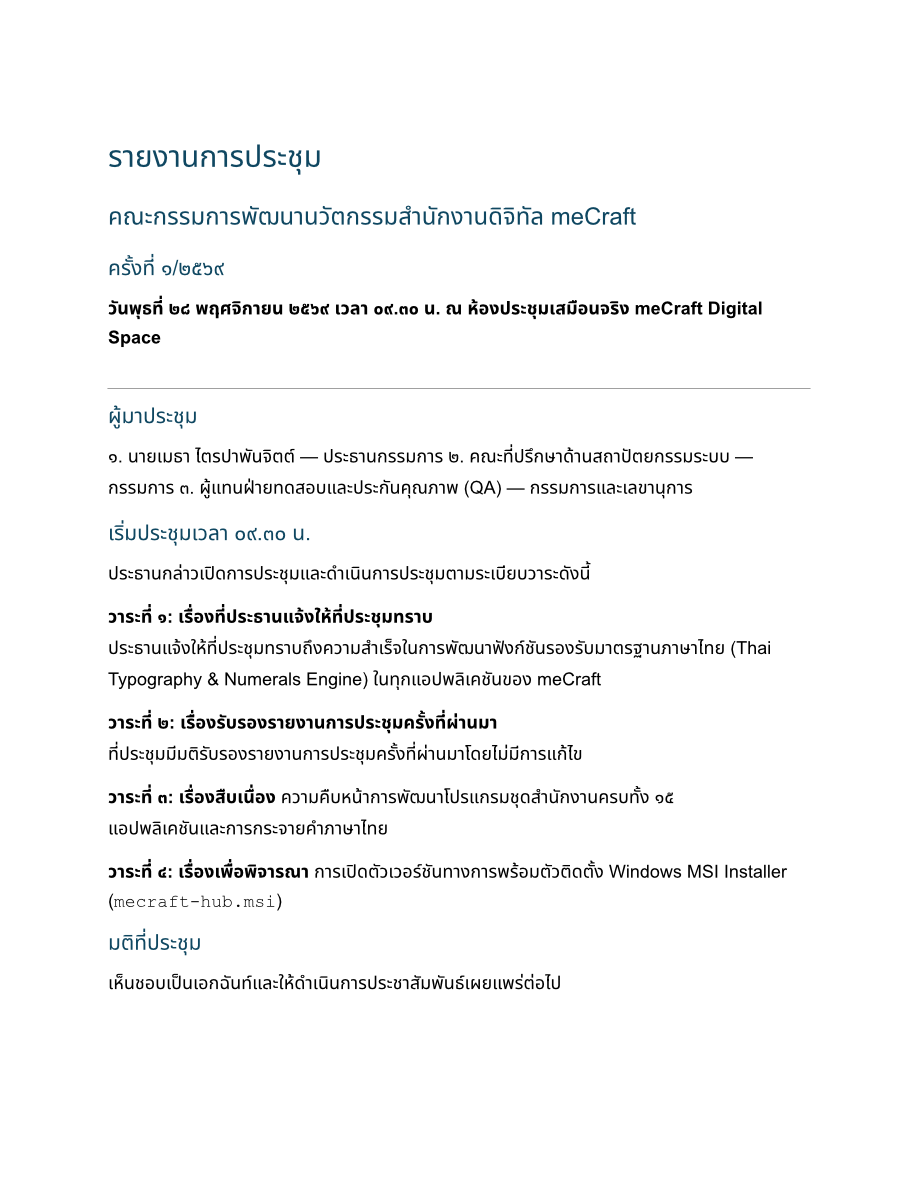 รายงานการประชุม
คณะกรรมการพัฒนานวัตกรรมสำนักงานดิจิทัล meCraft
ครั้งที่ ๑/๒๕๖๙
วันพุธที่ ๒๘ พฤศจิกายน ๒๕๖๙ เวลา ๐๙.๓๐ น. ณ ห้องประชุมเสมือนจริง meCraft Digital
Space
ผู้มาประชุม
๑. นายเมธา ไตรปาพันจิตต์ — ประธานกรรมการ ๒. คณะที่ปรึกษาด้านสถาปัตยกรรมระบบ —
กรรมการ ๓. ผู้แทนฝ่ายทดสอบและประกันคุณภาพ (QA) — กรรมการและเลขานุการ
เริ่มประชุมเวลา ๐๙.๓๐ น.
ประธานกล่าวเปิดการประชุมและดำเนินการประชุมตามระเบียบวาระดังนี้
วาระที่ ๑: เรื่องที่ประธานแจ้งให้ที่ประชุมทราบ
ประธานแจ้งให้ที่ประชุมทราบถึงความสำเร็จในการพัฒนาฟังก์ชันรองรับมาตรฐานภาษาไทย (Thai
Typography & Numerals Engine) ในทุกแอปพลิเคชันของ meCraft
วาระที่ ๒: เรื่องรับรองรายงานการประชุมครั้งที่ผ่านมา
ที่ประชุมมีมติรับรองรายงานการประชุมครั้งที่ผ่านมาโดยไม่มีการแก้ไข
วาระที่ ๓: เรื่องสืบเนื่อง ความคืบหน้าการพัฒนาโปรแกรมชุดสำนักงานครบทั้ง ๑๕
แอปพลิเคชันและการกระจายคำภาษาไทย
วาระที่ ๔: เรื่องเพื่อพิจารณา การเปิดตัวเวอร์ชันทางการพร้อมตัวติดตั้ง Windows MSI Installer
(mecraft-hub.msi)
มติที่ประชุม
เห็นชอบเป็นเอกฉันท์และให้ดำเนินการประชาสัมพันธ์เผยแพร่ต่อไป